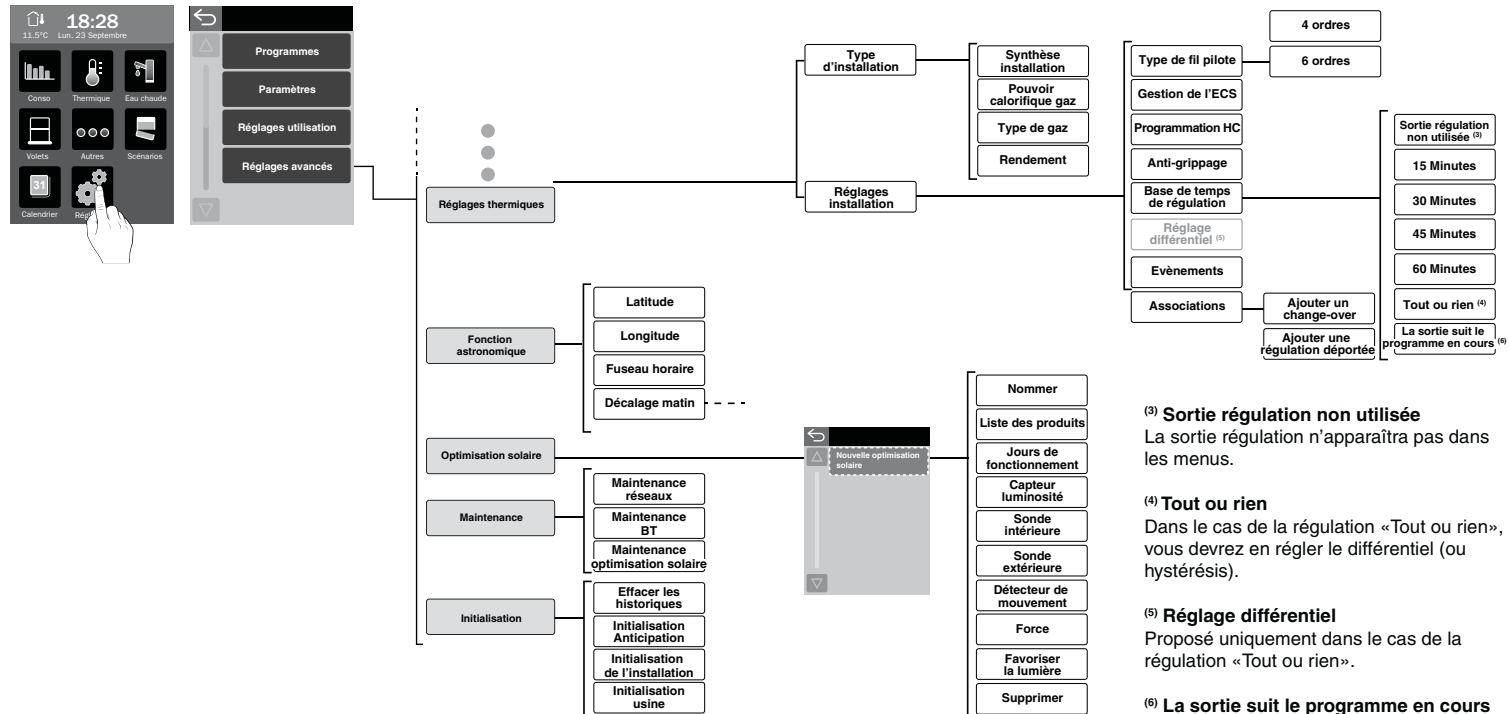 18:28
11.5°C Lun. 23 Septembre
Conso
Thermique
Eau chaude
Volets
Autres
Scénarios
31
Calendrier
Programmes
Paramètres
Réglages utilisation
Réglages avancés
Réglages thermiques
Fonction
astronomique
Optimisation solaire
Maintenance
Initialisation
Type
d'installation
Réglages
installation
Synthèse
installation
Pouvoir
calorifique gaz
Type de gaz
Rendement
Type de fil pilote
Gestion de l'ECS
Programmation HC
Anti-grippage
Base de temps
de régulation
Réglage
différentiel (5)
Evènements
Associations
4 ordres
6 ordres
Ajouter un
change-over
Ajouter une
régulation déportée
Sortie régulation
non utilisée (3)
15 Minutes
30 Minutes
45 Minutes
60 Minutes
Tout ou rien (4)
La sortie suit le
programme en cours (6)
Latitude
Longitude
Fuseau horaire
Décalage matin
Maintenance
réseaux
Maintenance
BT
Maintenance
optimisation solaire
Effacer les
historiques
Initialisation
Anticipation
Initialisation
de l'installation
Initialisation
usine
Nouvelle optimisation
solaire
Nommer
Liste des produits
Jours de
fonctionnement
Capteur
luminosité
Sonde
intérieure
Sonde
extérieure
Détecteur de
mouvement
Force
Favoriser
la lumière
Supprimer
(3) Sortie régulation non utilisée
La sortie régulation n'apparaîtra pas dans
les menus.
(4) Tout ou rien
Dans le cas de la régulation «Tout ou rien»,
vous devrez en régler le différentiel (ou
hystérésis).
(5) Réglage différentiel
Proposé uniquement dans le cas de la
régulation «Tout ou rien».
(6) La sortie suit le programme en cours